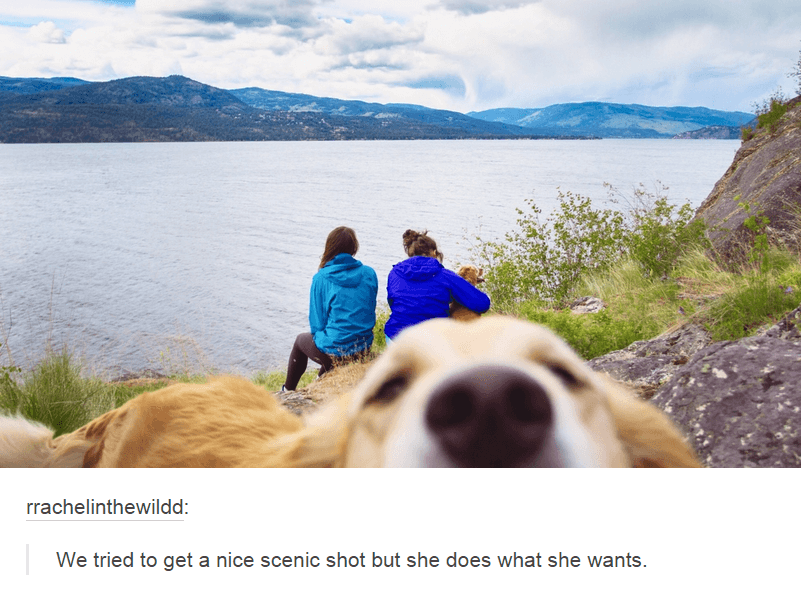 rrachelinthewildd:
We tried to get a nice scenic shot but she does what she wants.